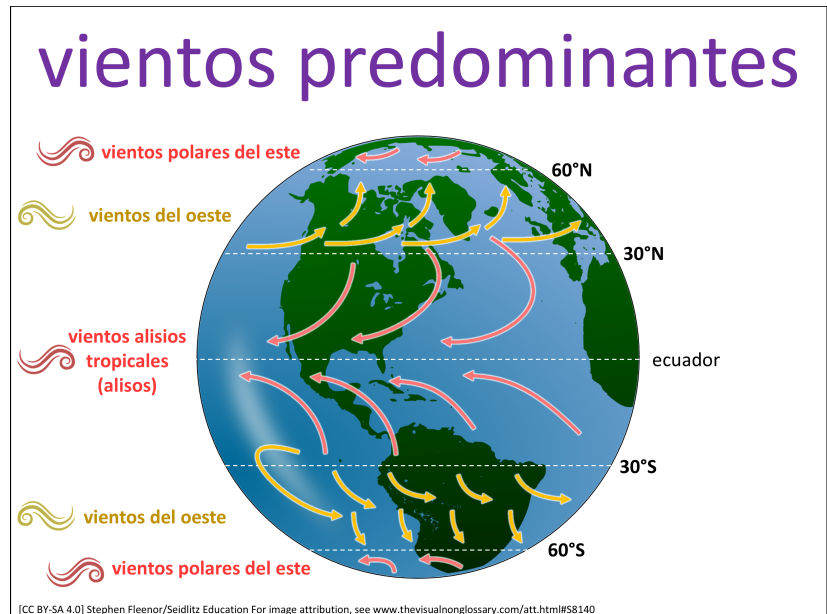 vientos predominantes
vientos polares del este
60°N
vientos del oeste
30°N
vientos alisios
tropicales
(alisos)
ecuador
30°S
vientos del oeste
60°S
vientos polares del este
[CC BY-SA 4.0] Stephen Fleenor/Seidlitz Education For image attribution, see www.thevisualnonglossary.com/att.html#S8140